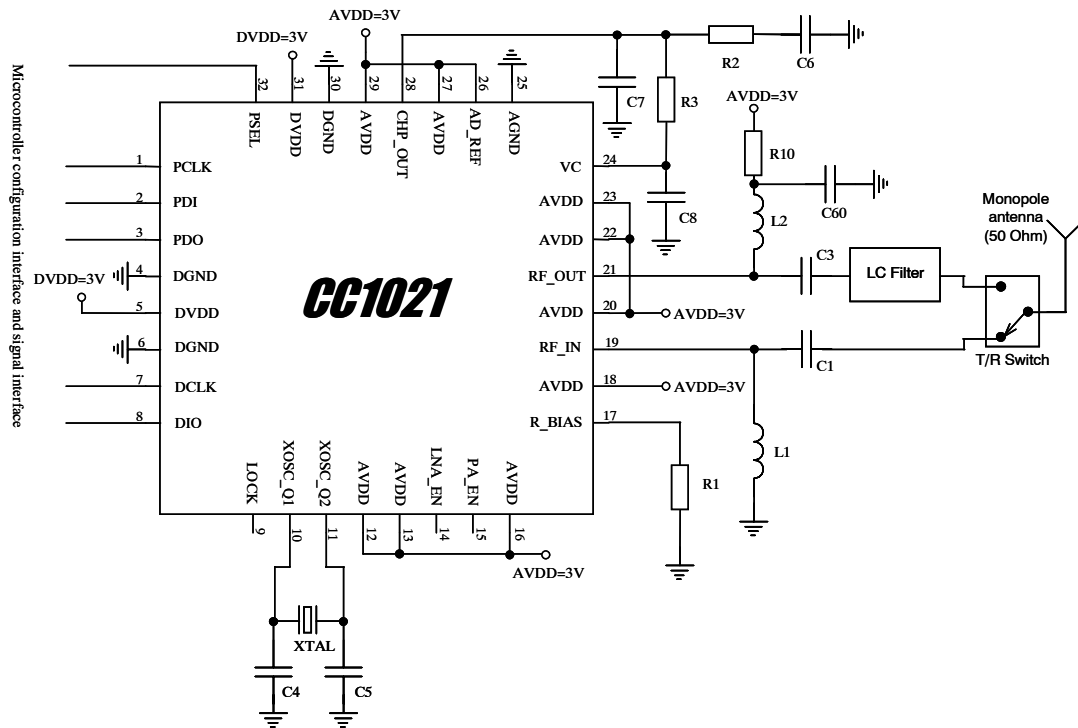 AVDD=3V
DVDD=3V
R2
C6
32
31
30
29
28
27
26
25
C7
R3
AVDD=3V
PSEL
DVDD
DGND
AVDD
CHP_OUT
AVDD
AD_REF
AGND
R10
Microcontroller configuration interface and signal interface
1
PCLK
VC
24
2
PDI
AVDD
23
C8
L2
C60
Monopole
antenna
(50 Ohm)
3
PDO
AVDD
22
DVDD=3V
4
DGND
CC1021
RF_OUT
21
C3
LC Filter
5
DVDD
AVDD
20
AVDD=3V
6
DGND
RF_IN
19
C1
T/R Switch
7
DCLK
AVDD
18
AVDD=3V
8
DIO
R_BIAS
17
L1
R1
LOCK
XOSC_Q1
XOSC_Q2
AVDD
AVDD
LNA_EN
PA_EN
AVDD
9
10
11
12
13
14
15
16
AVDD=3V
XTAL
C4
C5